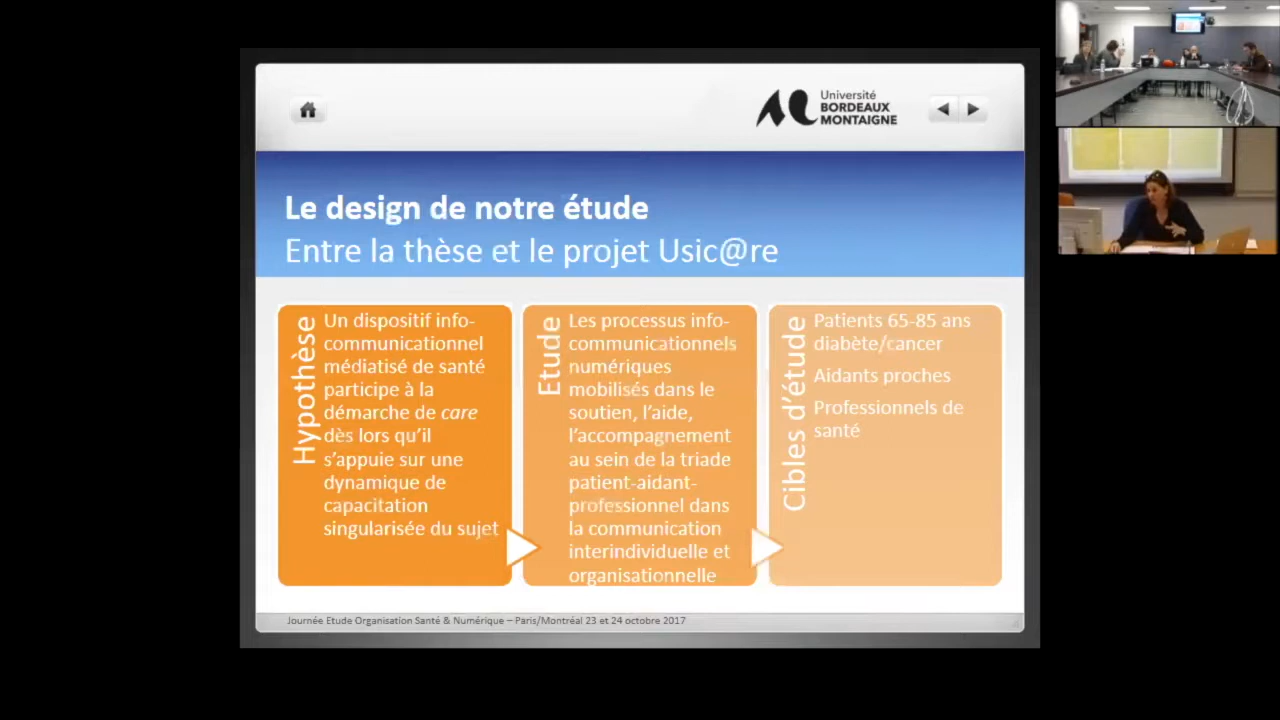 Université
BORDEAUX
MONTAIGNE
Le design de notre étude
Entre la thèse et le projet Usic@re
Hypothèse
Un dispositif info-
communicationnel
médiatisé de santé
participe à la
démarche de care
dès lors qu’il
s’appuie sur une
dynamique de
capacitation
singularisée du sujet
Etude
Les processus info-
communicationnels
numériques
mobilisés dans le
soutien, l’aide,
l’accompagnement
au sein de la triade
patient-aidant-
professionnel dans
la communication
interindividuelle et
organisationnelle
Cibles d’étude
Patients 65-85 ans
diabète/cancer
Aidants proches
Professionnels de
santé
Journée Etude Organisation Santé & Numérique – Paris/Montréal 23 et 24 octobre 2017